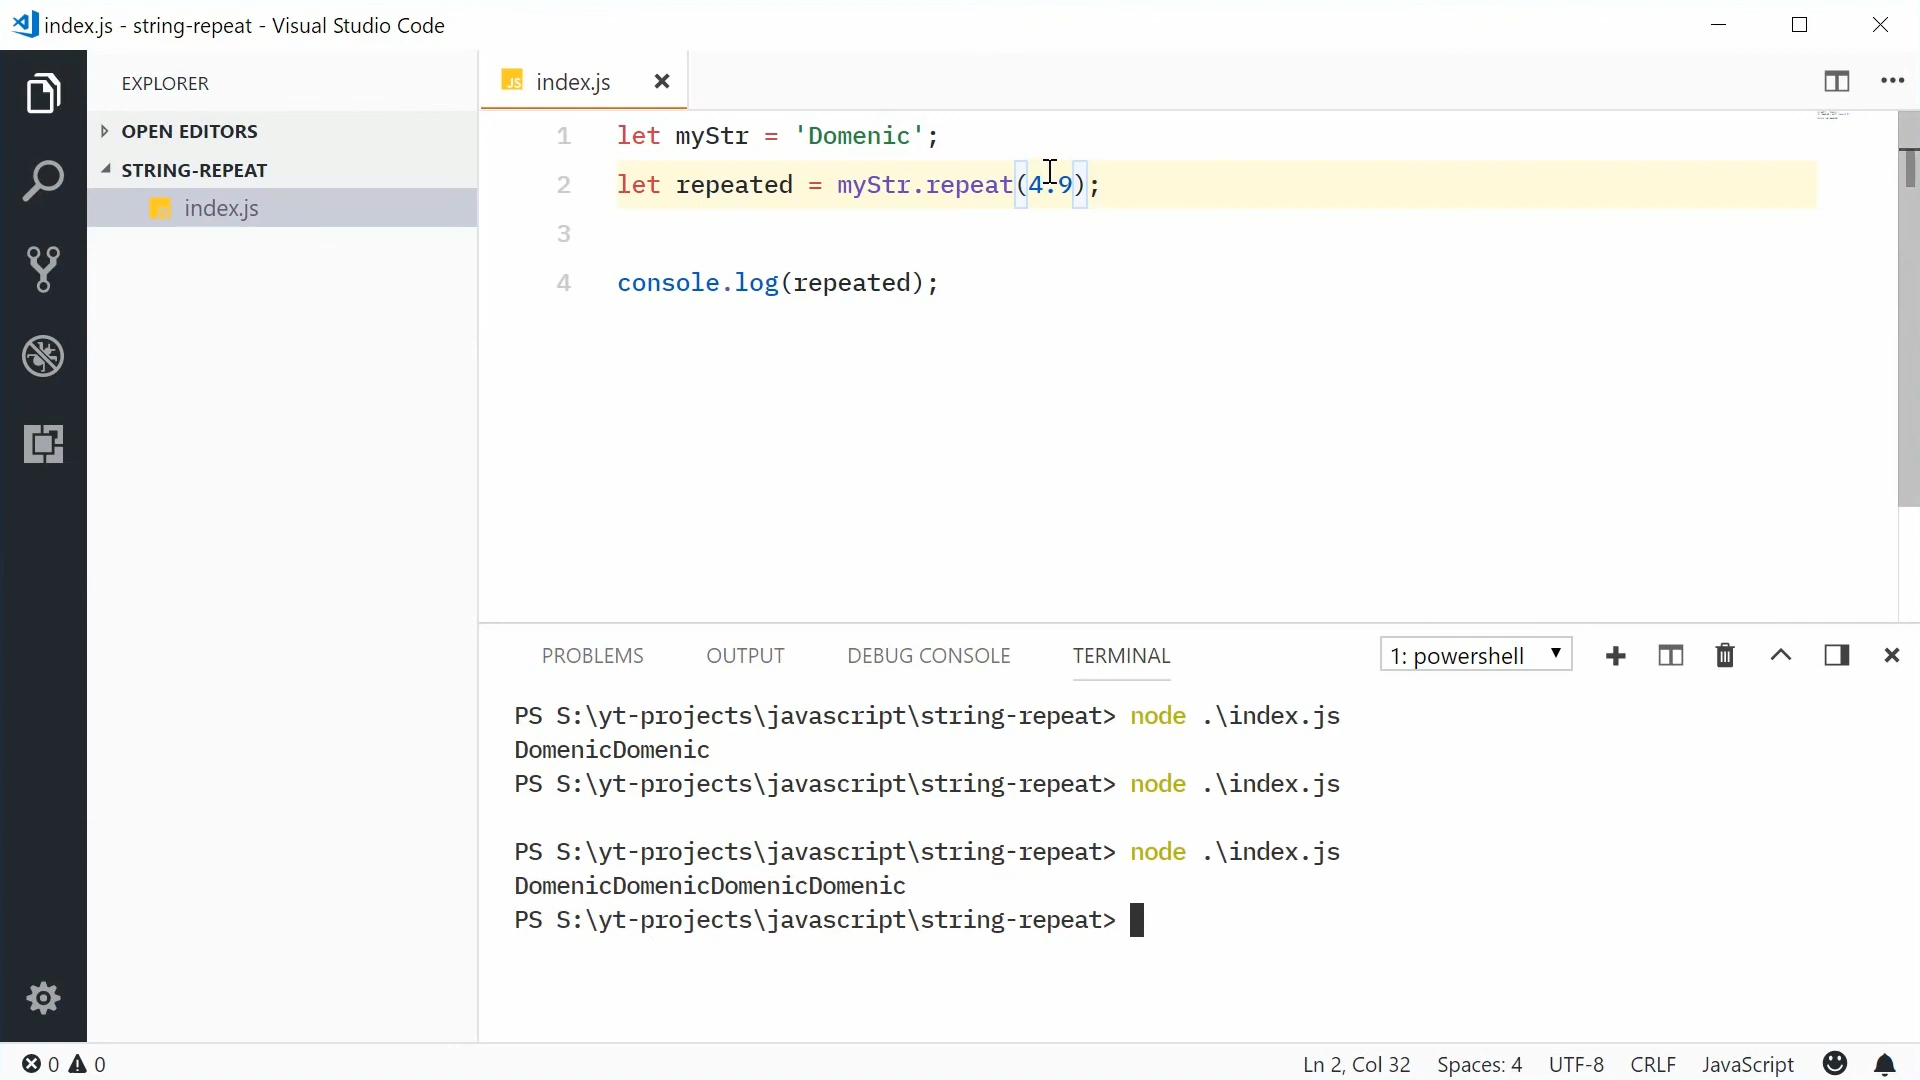 index.js - string-repeat - Visual Studio Code
EXPLORER
OPEN EDITORS
STRING-REPEAT
index.js
JS index.js
1 let myStr = 'Domenic';
2 let repeated = myStr.repeat(4.9);
3
4 console.log(repeated);
PROBLEMS OUTPUT DEBUG CONSOLE TERMINAL 1: powershell
PS S:\yt-projects\javascript\string-repeat> node .\index.js
DomenicDomenic
PS S:\yt-projects\javascript\string-repeat> node .\index.js
PS S:\yt-projects\javascript\string-repeat> node .\index.js
DomenicDomenicDomenicDomenic
PS S:\yt-projects\javascript\string-repeat>
0 0 Ln 2, Col 32 Spaces: 4 UTF-8 CRLF JavaScript